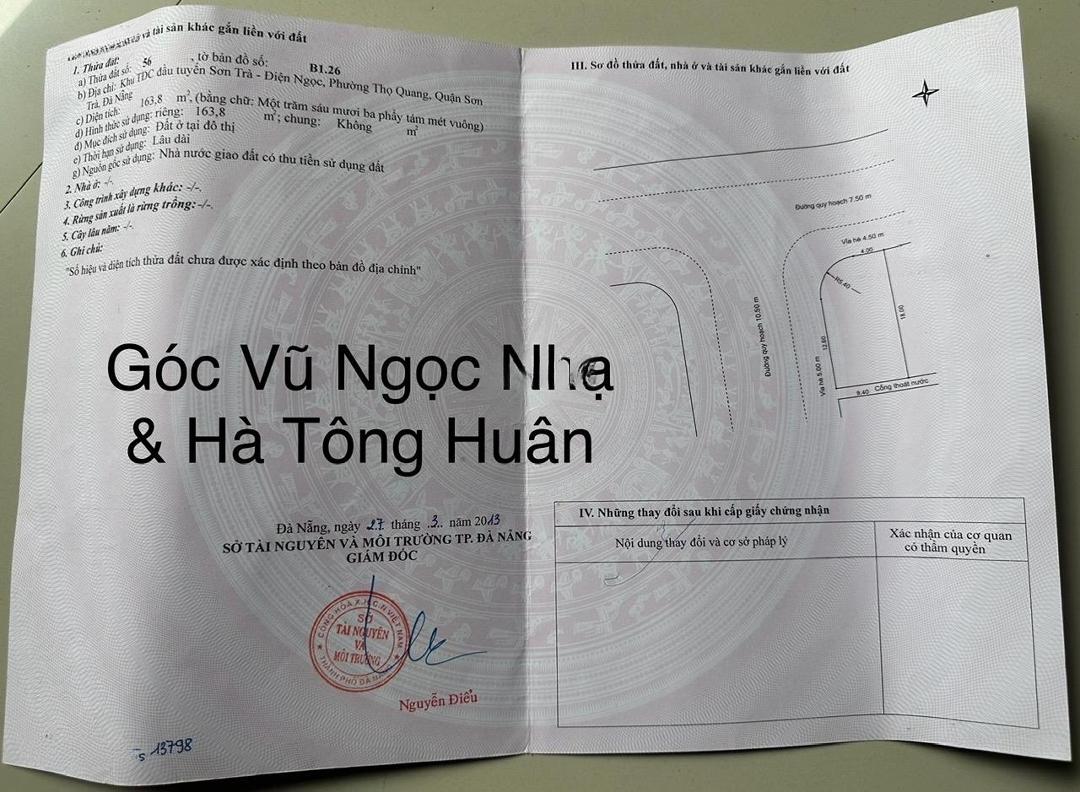 và tài sản khác gắn liền với đất
1. Thửa đất:
a) Thửa đất số: 56 , tờ bản đồ số: B1.26
b) Địa chỉ: Khu TĐC đầu tuyến Sơn Trà - Điện Ngọc, Phường Thọ Quang, Quận Sơn
Trà, Đà Nẵng
c) Diện tích: 163,8 m², (bằng chữ: Một trăm sáu mươi ba phẩy tám mét vuông)
d) Hình thức sử dụng: riêng: 163,8 m²; chung: Không m²
đ) Mục đích sử dụng: Đất ở tại đô thị
e) Thời hạn sử dụng: Lâu dài
g) Nguồn gốc sử dụng: Nhà nước giao đất có thu tiền sử dụng đất
2. Nhà ở: -/-.
3. Công trình xây dựng khác: -/-.
4. Rừng sản xuất là rừng trồng: -/-.
5. Cây lâu năm: -/-.
6. Ghi chú:
"Số hiệu và diện tích thửa đất chưa được xác định theo bản đồ địa chính"
Góc Vũ Ngọc Nhạ
& Hà Tông Huân
Đà Nẵng, ngày 27 tháng 3 năm 2013
SỞ TÀI NGUYÊN VÀ MÔI TRƯỜNG TP. ĐÀ NẴNG
GIÁM ĐỐC
CỘNG HÒA X.H.C.N VIỆT NAM
SỞ
TÀI NGUYÊN
VÀ
MÔI TRƯỜNG
THÀNH PHỐ ĐÀ NẴNG
Nguyễn Điểu
13798
III. Sơ đồ thửa đất, nhà ở và tài sản khác gắn liền với đất
Đường quy hoạch 7.50 m
Vỉa hè 4.50 m
4.00
R5.40
18.00
Đường quy hoạch 10.50 m
12.60
Vỉa hè 5.00 m
9.40
Cống thoát nước
IV. Những thay đổi sau khi cấp giấy chứng nhận
Nội dung thay đổi và cơ sở pháp lý
Xác nhận của cơ quan
có thẩm quyền